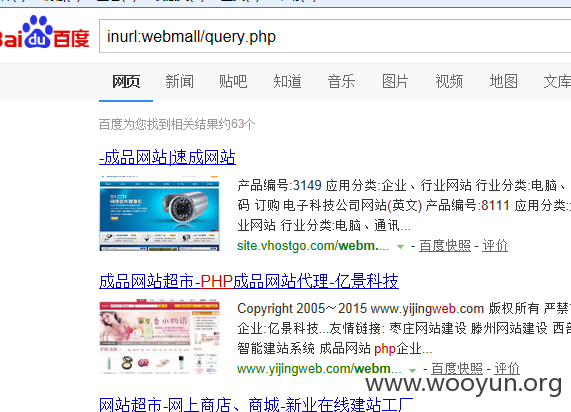 Bai du 百度
inurl:webmall/query.php
网页 新闻 贴吧 知道 音乐 图片 视频 地图 文库
百度为您找到相关结果约63个
-成品网站|速成网站
产品编号:3149 应用分类:企业、行业网站 行业分类:电脑、
码 订购 电子科技公司网站(英文) 产品编号:8111 应用分类:企
业网站 行业分类:电脑、通讯...
site.vhostgo.com/webm... - 百度快照 - 评价
成品网站超市-PHP成品网站代理-亿景科技
Copyright 2005～2015 www.yijingweb.com 版权所有 严禁
企业:亿景科技...友情链接: 枣庄网站建设 滕州网站建设 西部
智能建站系统 成品网站 php企业...
www.yijingweb.com/webm... - 百度快照 - 评价
www.wooyun.org
网站超市-网上商店、商城-新业在线建站工厂